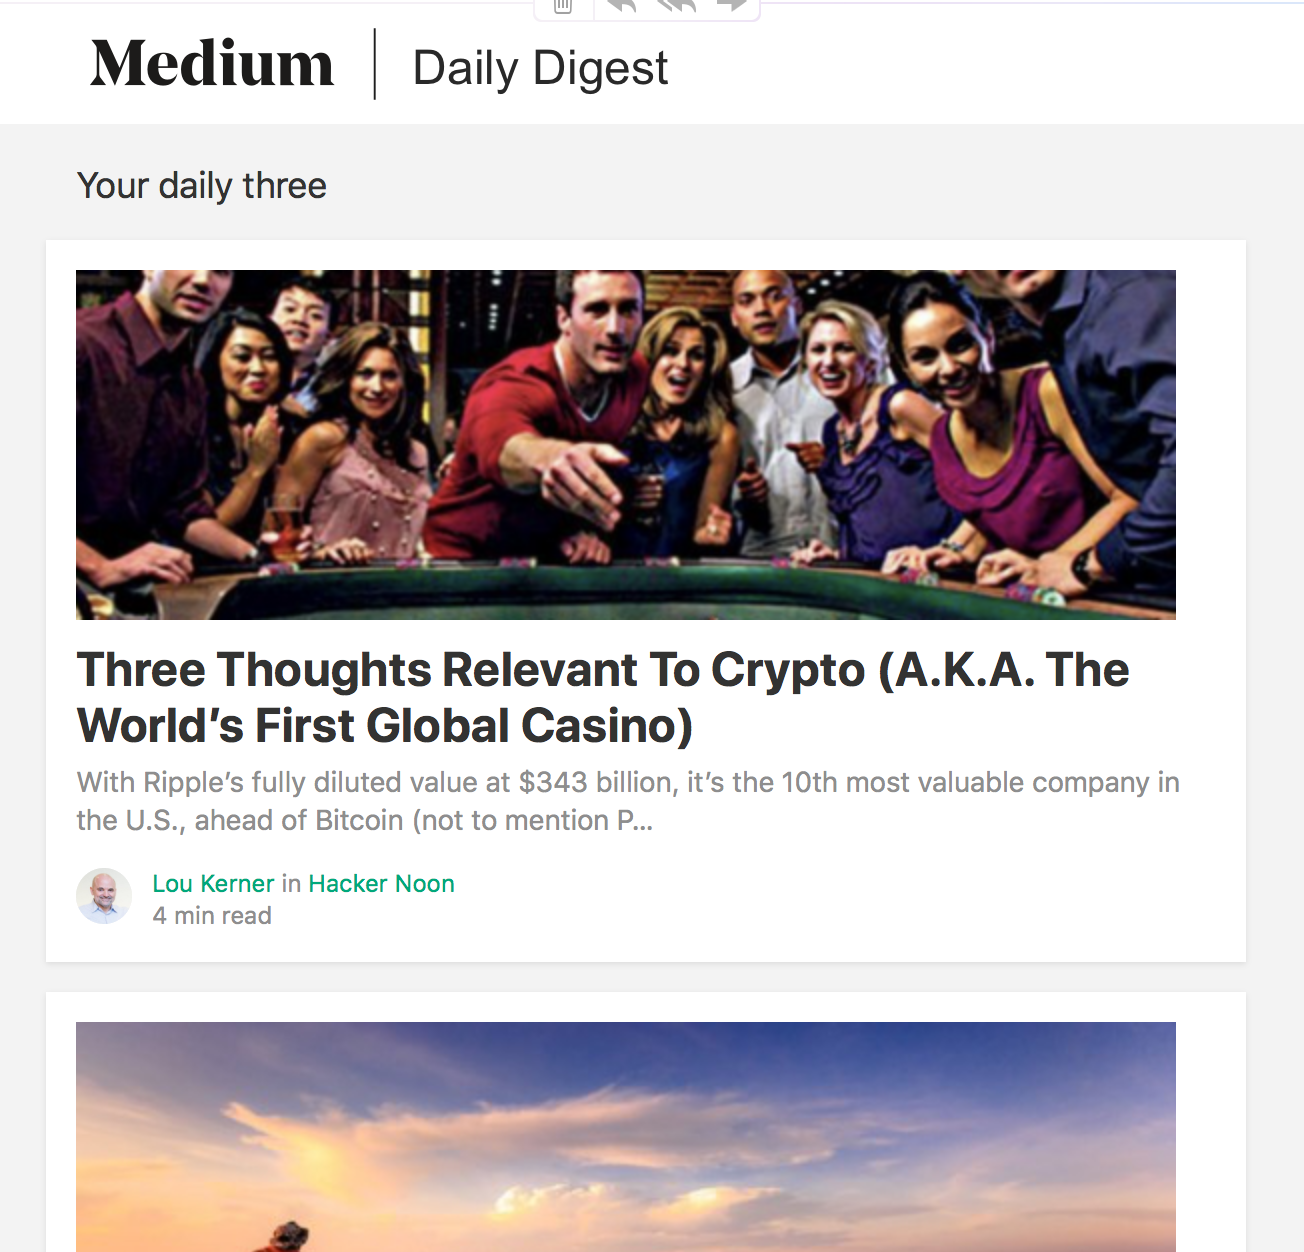 Medium | Daily Digest
Your daily three
Three Thoughts Relevant To Crypto (A.K.A. The
World’s First Global Casino)
With Ripple’s fully diluted value at $343 billion, it’s the 10th most valuable company in
the U.S., ahead of Bitcoin (not to mention P...
Lou Kerner in Hacker Noon
4 min read